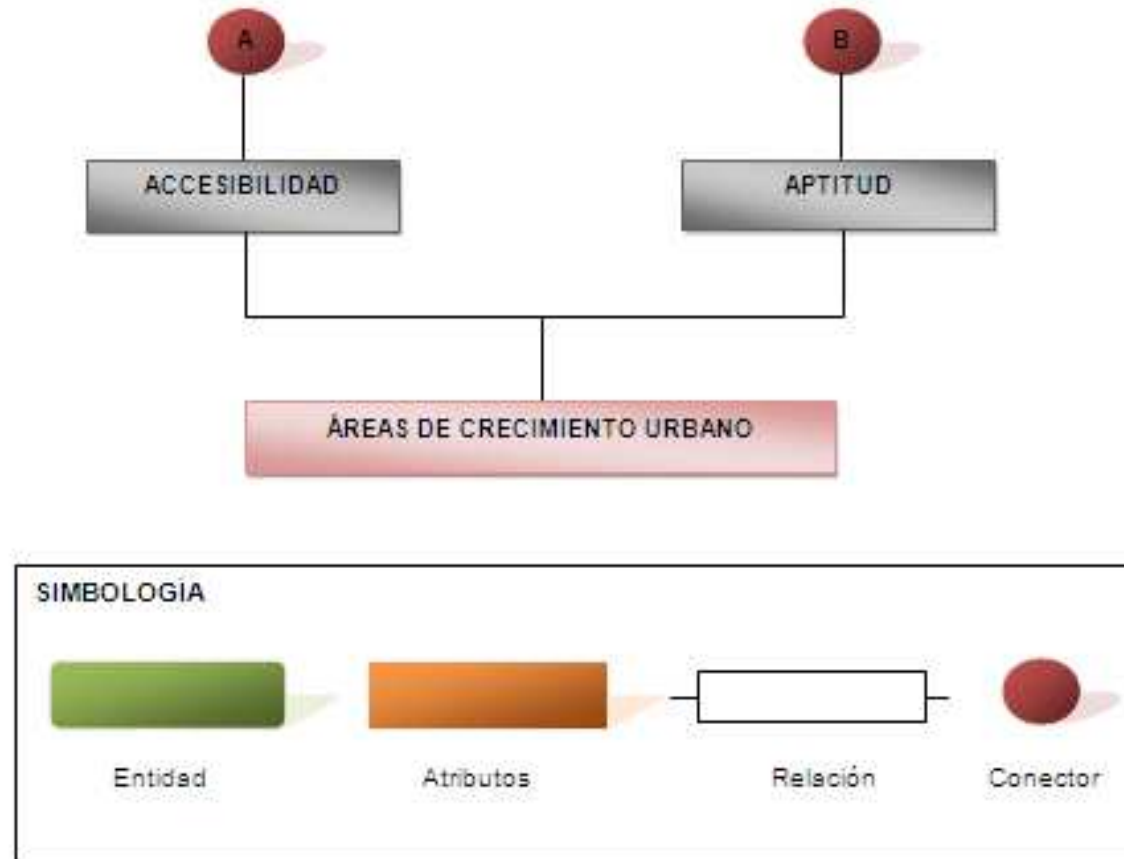 A
B
ACCESIBILIDAD
APTITUD
ÁREAS DE CRECIMIENTO URBANO
SIMBOLOGÍA
Entidad
Atributos
Relación
Conector